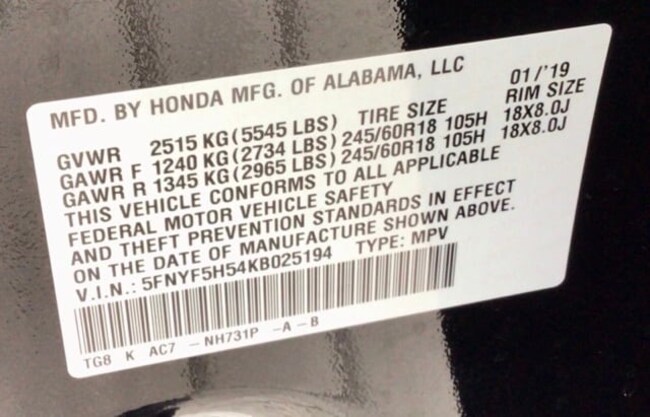 MFD. BY HONDA MFG. OF ALABAMA, LLC 01/'19
GVWR 2515 KG (5545 LBS) TIRE SIZE RIM SIZE
GAWR F 1240 KG (2734 LBS) 245/60R18 105H 18X8.0J
GAWR R 1345 KG (2965 LBS) 245/60R18 105H 18X8.0J
THIS VEHICLE CONFORMS TO ALL APPLICABLE
FEDERAL MOTOR VEHICLE SAFETY
AND THEFT PREVENTION STANDARDS IN EFFECT
ON THE DATE OF MANUFACTURE SHOWN ABOVE.
V.I.N.: 5FNYF5H54KB025194 TYPE: MPV
TG8 K AC7 - NH731P -A - B